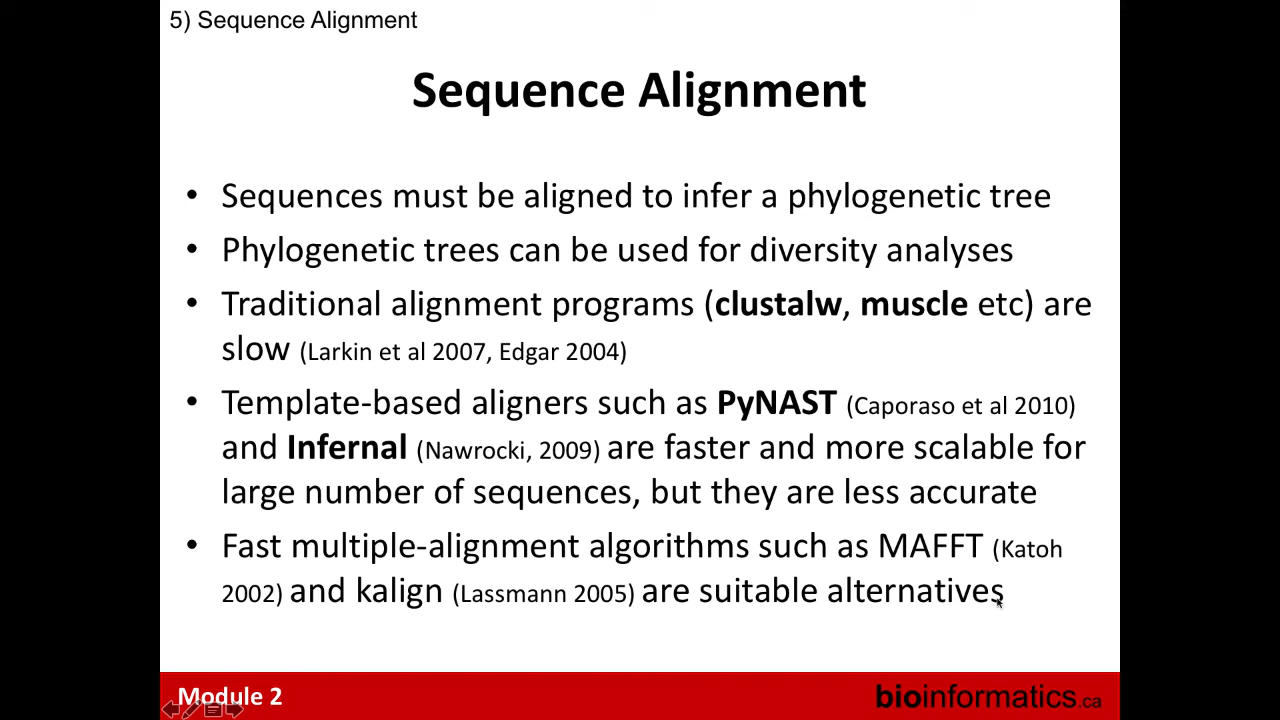 5) Sequence Alignment
Sequence Alignment
• Sequences must be aligned to infer a phylogenetic tree
• Phylogenetic trees can be used for diversity analyses
• Traditional alignment programs (clustalw, muscle etc) are
slow (Larkin et al 2007, Edgar 2004)
• Template-based aligners such as PyNAST (Caporaso et al 2010)
and Infernal (Nawrocki, 2009) are faster and more scalable for
large number of sequences, but they are less accurate
• Fast multiple-alignment algorithms such as MAFFT (Katoh
2002) and kalign (Lassmann 2005) are suitable alternatives
Module 2
bioinformatics.ca